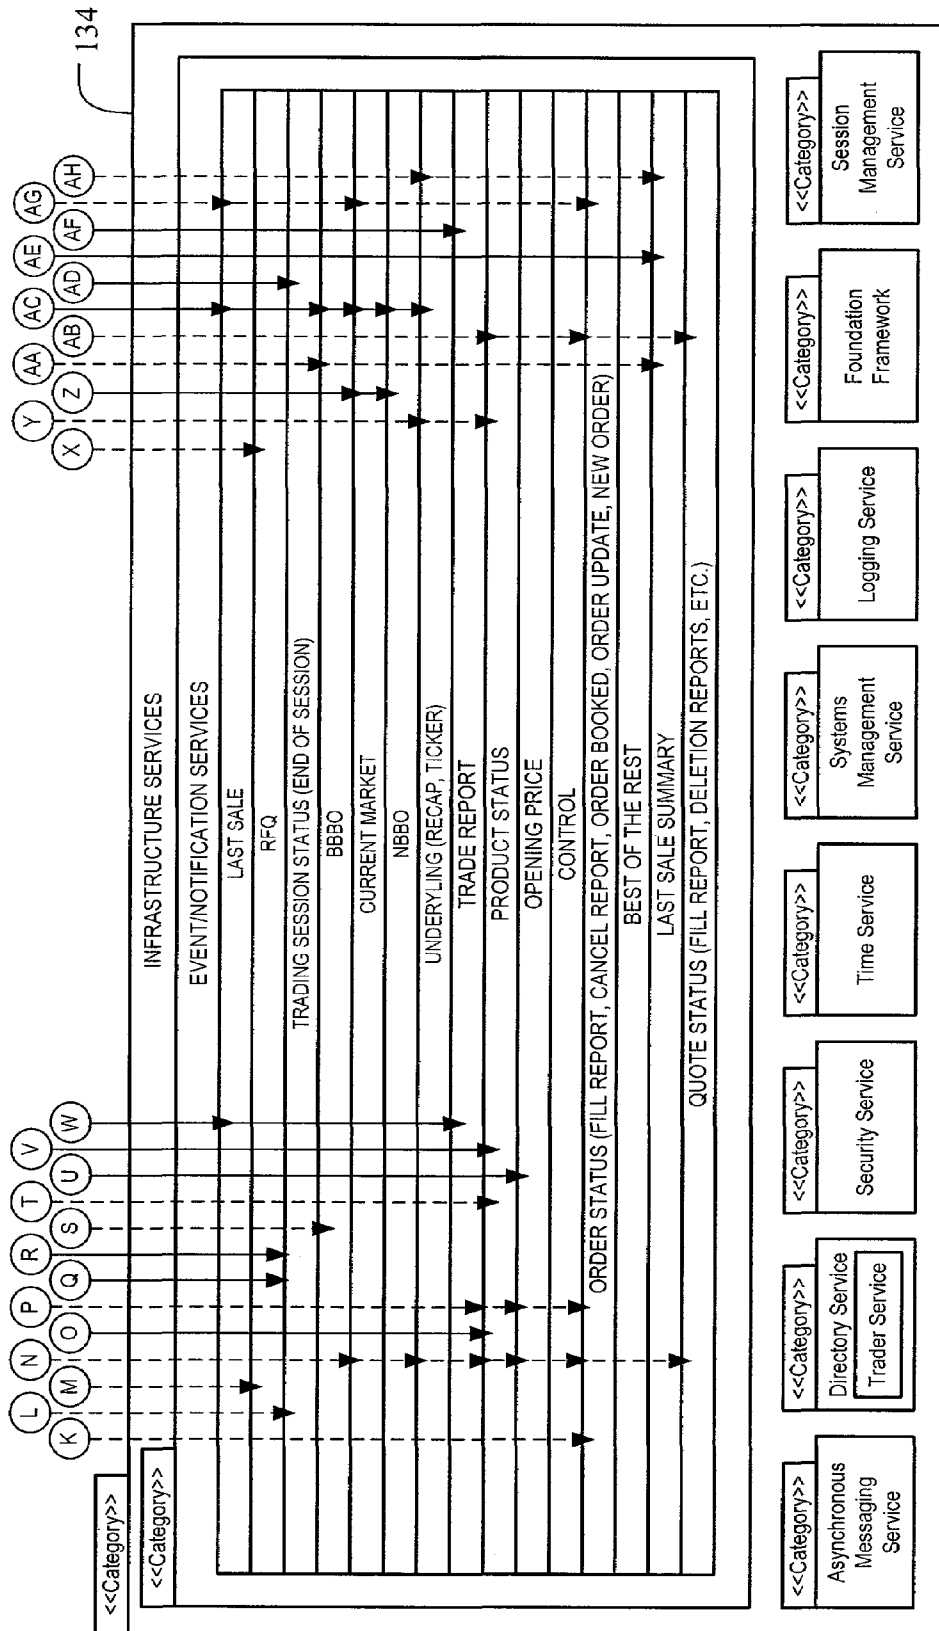 134
K
L
M
N
O
P
Q
R
S
T
U
V
W
X
Y
Z
AA
AB
AC
AD
AE
AF
AG
AH
<<Category>>
INFRASTRUCTURE SERVICES
<<Category>>
EVENT/NOTIFICATION SERVICES
LAST SALE
RFQ
TRADING SESSION STATUS (END OF SESSION)
BBBO
CURRENT MARKET
NBBO
UNDERYLING (RECAP, TICKER)
TRADE REPORT
PRODUCT STATUS
OPENING PRICE
CONTROL
ORDER STATUS (FILL REPORT, CANCEL REPORT, ORDER BOOKED, ORDER UPDATE, NEW ORDER)
BEST OF THE REST
LAST SALE SUMMARY
QUOTE STATUS (FILL REPORT, DELETION REPORTS, ETC.)
<<Category>>
Asynchronous
Messaging
Service
<<Category>>
Directory Service
Trader Service
<<Category>>
Security Service
<<Category>>
Time Service
<<Category>>
Systems
Management
Service
<<Category>>
Logging Service
<<Category>>
Foundation
Framework
<<Category>>
Session
Management
Service